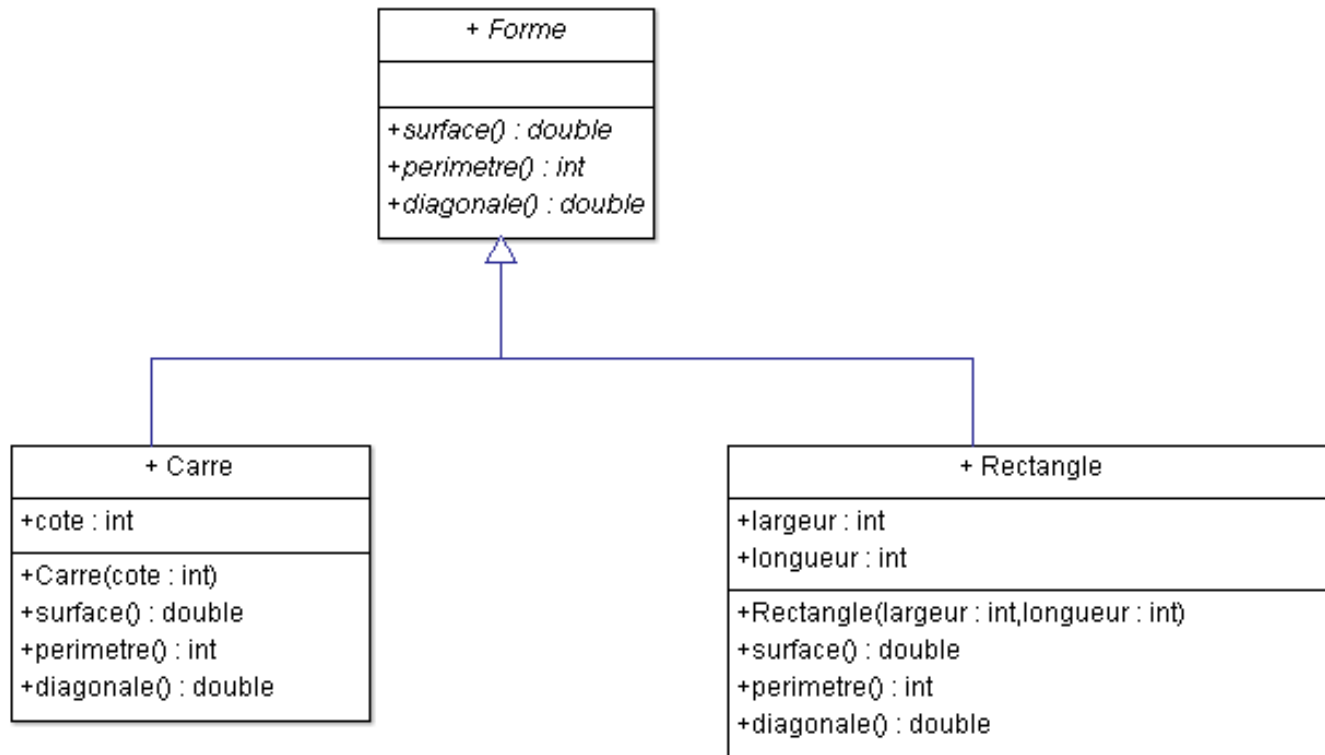 + Forme
+surface() : double
+perimetre() : int
+diagonale() : double
+ Carre
+cote : int
+Carre(cote : int)
+surface() : double
+perimetre() : int
+diagonale() : double
+ Rectangle
+largeur : int
+longueur : int
+Rectangle(largeur : int,longueur : int)
+surface() : double
+perimetre() : int
+diagonale() : double